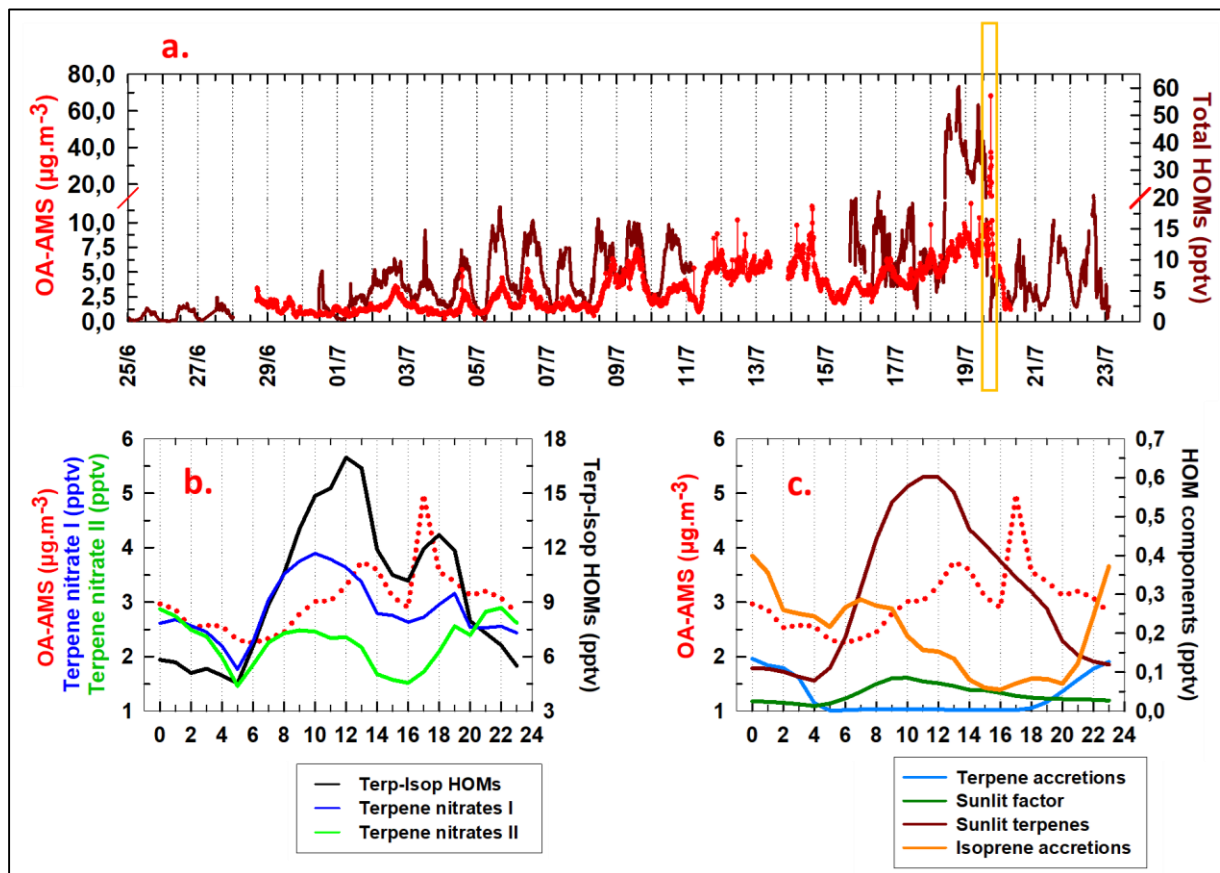 a.
OA-AMS (µg.m⁻³)
80,0
60,0
40,0
20,0
10,0
7,5
5,0
2,5
0,0
60
50
40
30
20
20
15
10
5
0
Total HOMs (pptv)
25/6 27/6 29/6 01/7 03/7 05/7 07/7 09/7 11/7 13/7 15/7 17/7 19/7 21/7 23/7
b.
OA-AMS (µg.m⁻³)
Terpene nitrate I (pptv)
Terpene nitrate II (pptv)
6
5
4
3
2
1
18
15
12
9
6
3
Terp-Isop HOMs (pptv)
0 2 4 6 8 10 12 14 16 18 20 22 24
Terp-Isop HOMs
Terpene nitrates I
Terpene nitrates II
c.
OA-AMS (µg.m⁻³)
6
5
4
3
2
1
0,7
0,6
0,5
0,4
0,3
0,2
0,1
0,0
HOM components (pptv)
0 2 4 6 8 10 12 14 16 18 20 22 24
Terpene accretions
Sunlit factor
Sunlit terpenes
Isoprene accretions